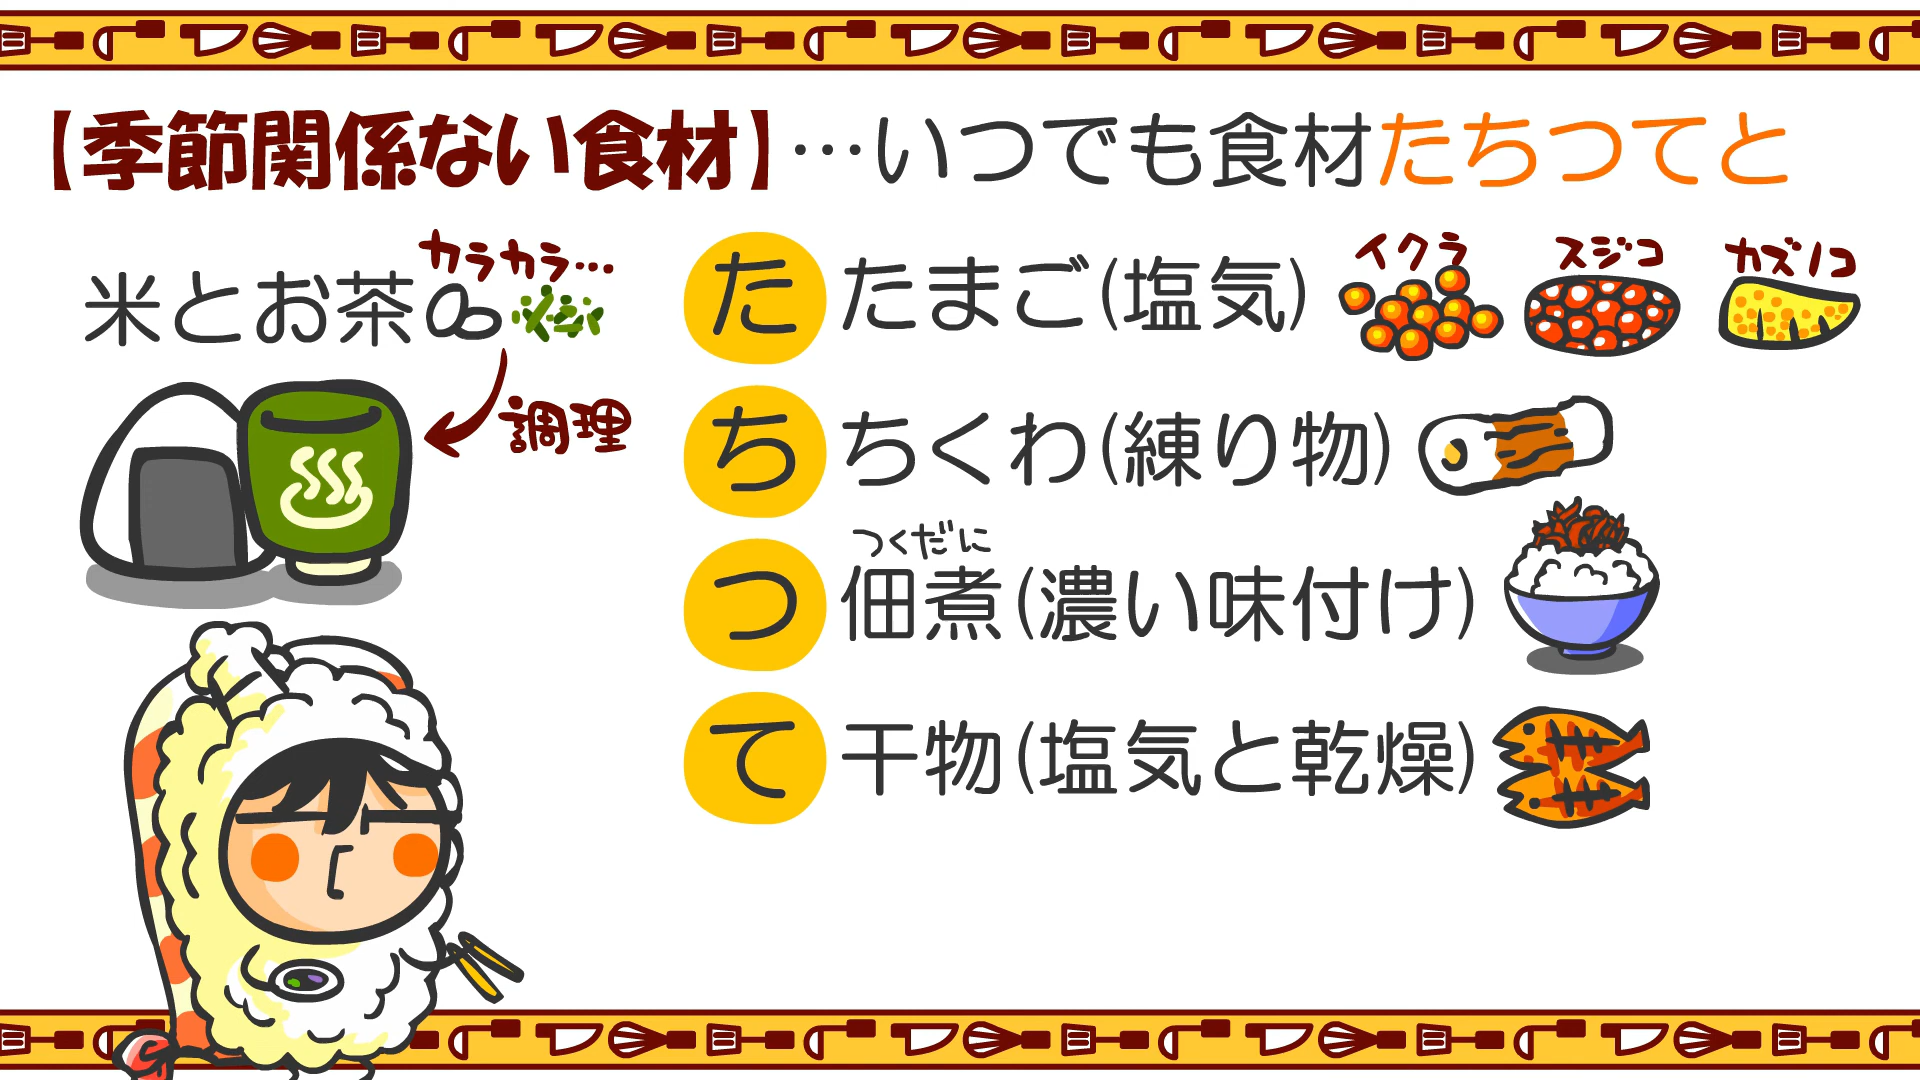 【季節関係ない食材】…いつでも食材たちつてと
米とお茶
カラカラ…
調理
た たまご(塩気)
イクラ スジコ カズノコ
ち ちくわ(練り物)
つくだに
つ 佃煮(濃い味付け)
て 干物(塩気と乾燥)